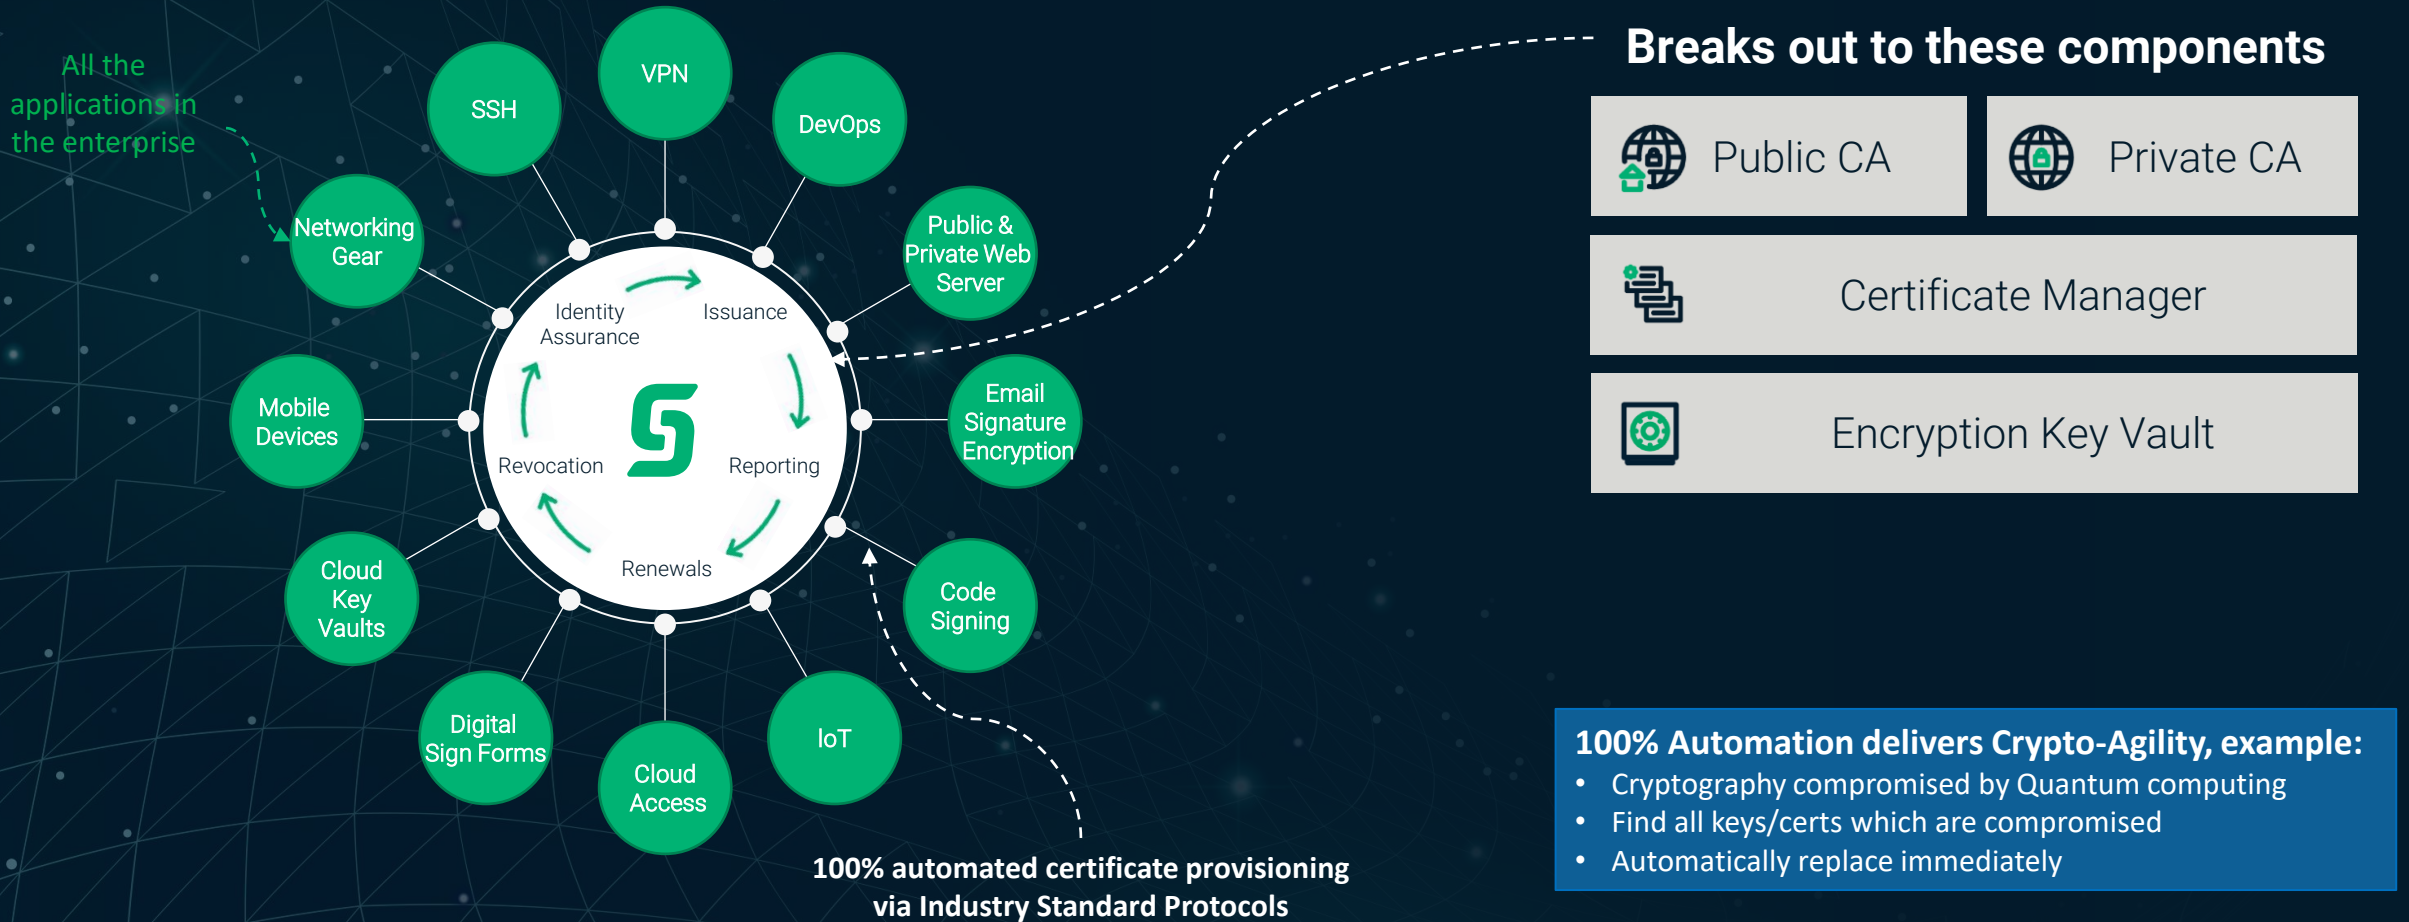 All the
applications in
the enterprise
SSH
VPN
DevOps
Public &
Private Web
Server
Email
Signature
Encryption
Code
Signing
IoT
Cloud
Access
Digital
Sign Forms
Cloud
Key
Vaults
Mobile
Devices
Networking
Gear
Identity
Assurance
Issuance
Reporting
Renewals
Revocation
100% automated certificate provisioning
via Industry Standard Protocols
Breaks out to these components
Public CA
Private CA
Certificate Manager
Encryption Key Vault
100% Automation delivers Crypto-Agility, example:
• Cryptography compromised by Quantum computing
• Find all keys/certs which are compromised
• Automatically replace immediately